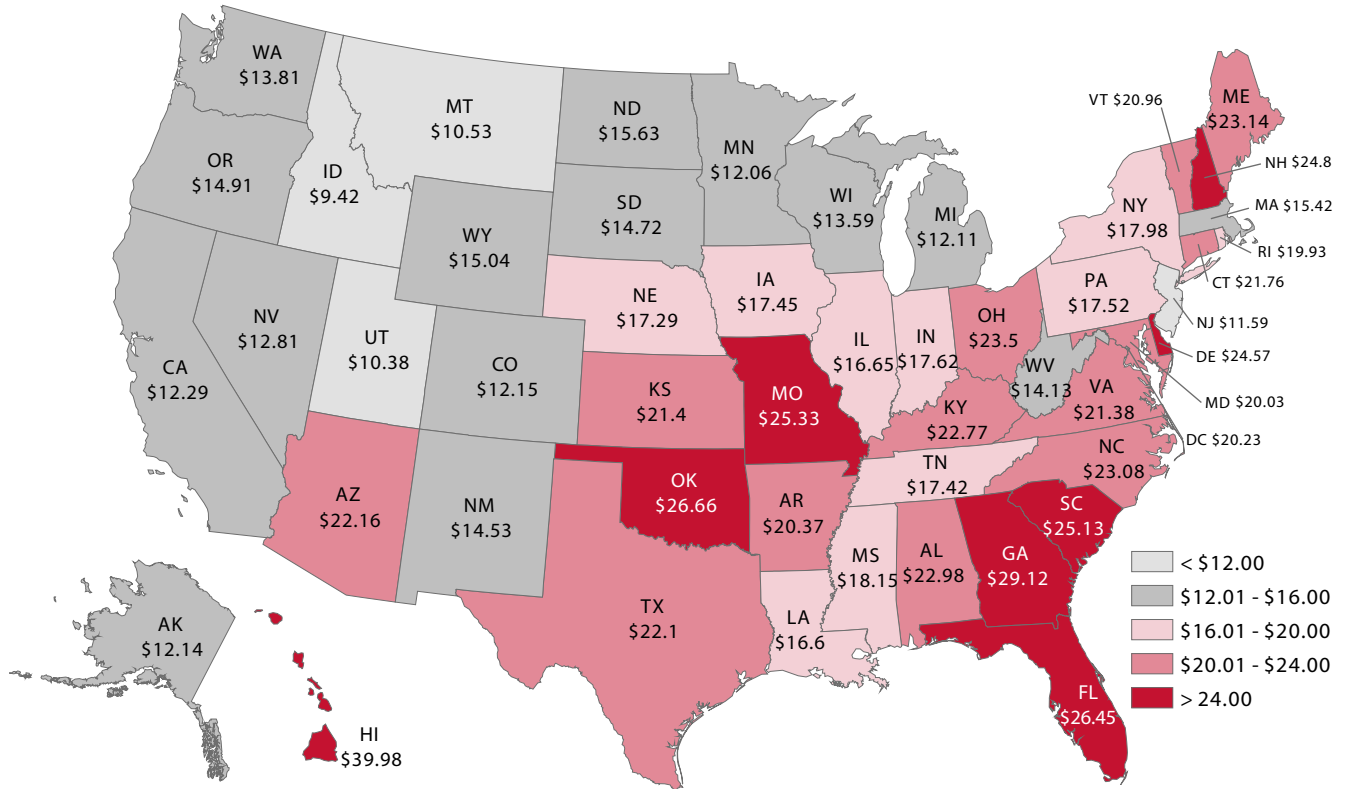 WA
$13.81
MT
$10.53
ND
$15.63
MN
$12.06
VT $20.96
ME
$23.14
OR
$14.91
ID
$9.42
SD
$14.72
WI
$13.59
MI
$12.11
NH $24.8
NY
$17.98
MA $15.42
WY
$15.04
RI $19.93
CT $21.76
NE
$17.29
IA
$17.45
PA
$17.52
NV
$12.81
UT
$10.38
IL
$16.65
IN
$17.62
OH
$23.5
NJ $11.59
DE $24.57
CA
$12.29
CO
$12.15
KS
$21.4
MO
$25.33
WV
$14.13
VA
$21.38
MD $20.03
KY
$22.77
DC $20.23
NC
$23.08
TN
$17.42
AZ
$22.16
NM
$14.53
OK
$26.66
AR
$20.37
SC
$25.13
MS
$18.15
AL
$22.98
GA
$29.12
TX
$22.1
LA
$16.6
AK
$12.14
HI
$39.98
FL
$26.45
< $12.00
$12.01 - $16.00
$16.01 - $20.00
$20.01 - $24.00
> 24.00